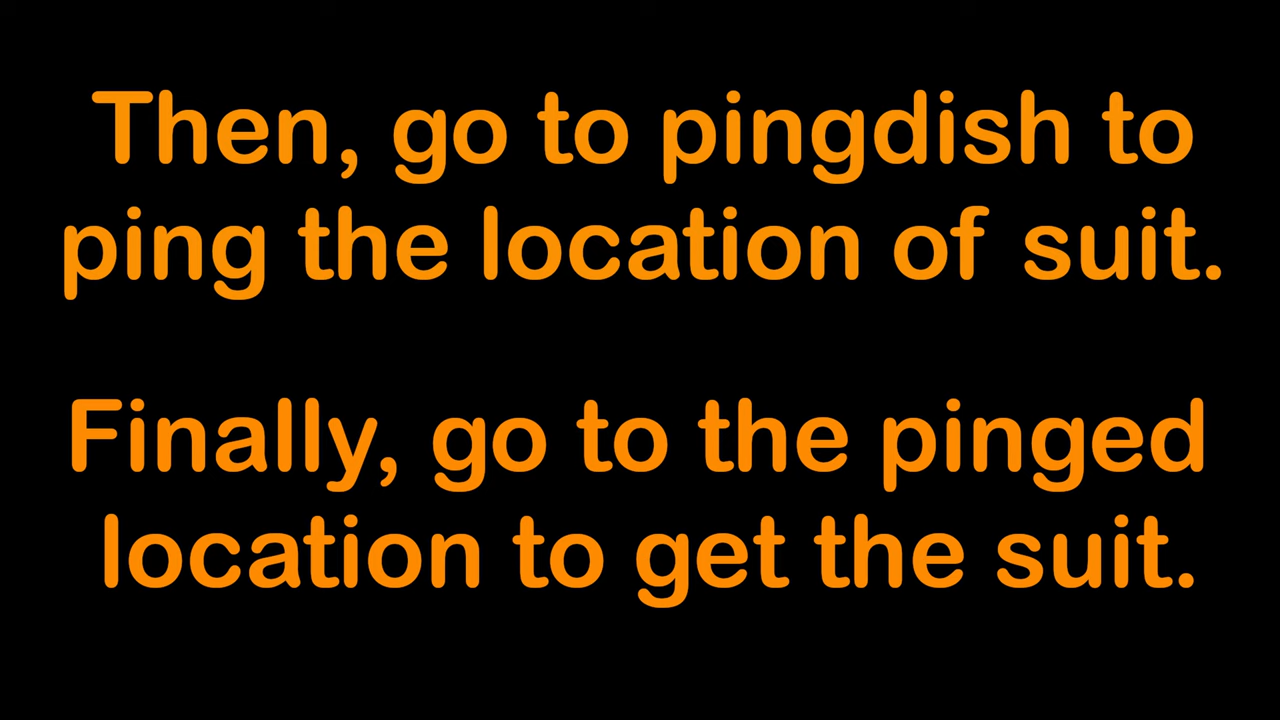 Then, go to pingdish to
ping the location of suit.
Finally, go to the pinged
location to get the suit.